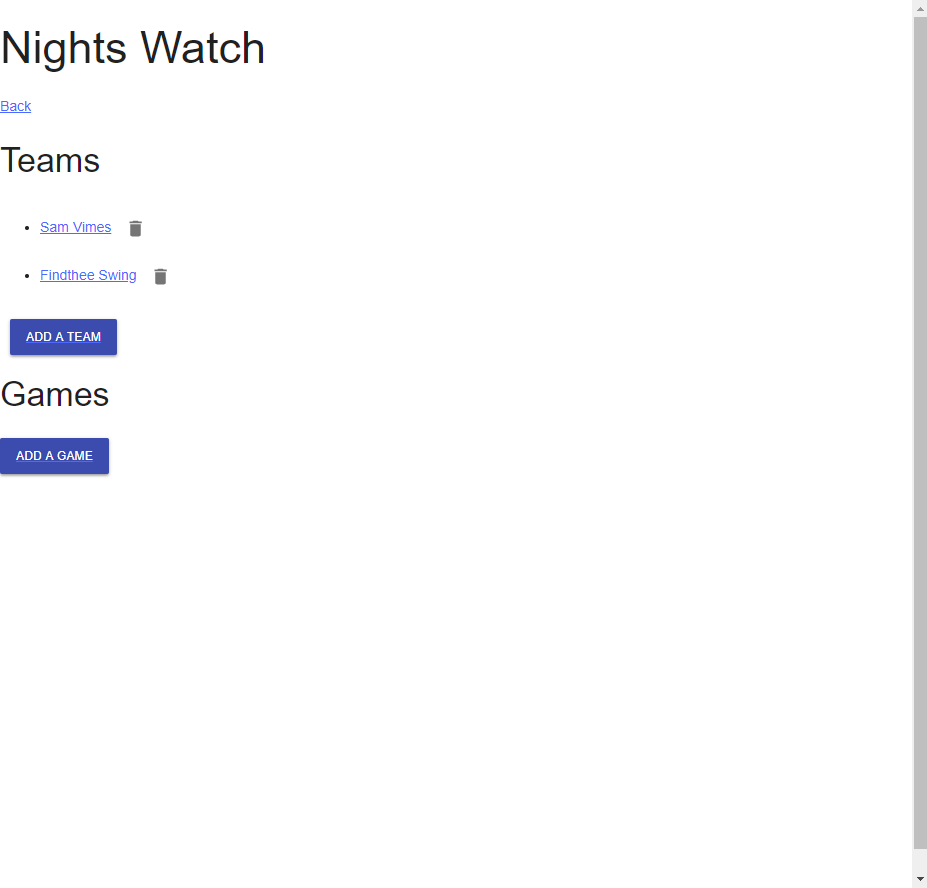 Nights Watch
Back
Teams
Sam Vimes
Findthee Swing
ADD A TEAM
Games
ADD A GAME